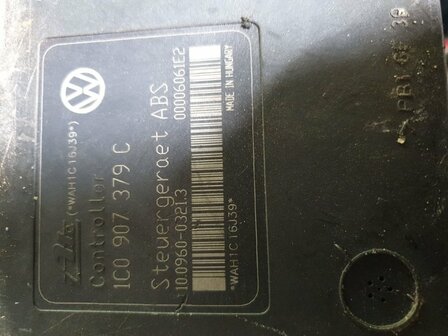 (*WAH1C16J39*)
Controller
1C0 907 379 C
Steuergeraet ABS
10.0960-0321.3
00006061E2
*WAH1C16J39*
MADE IN HUNGARY